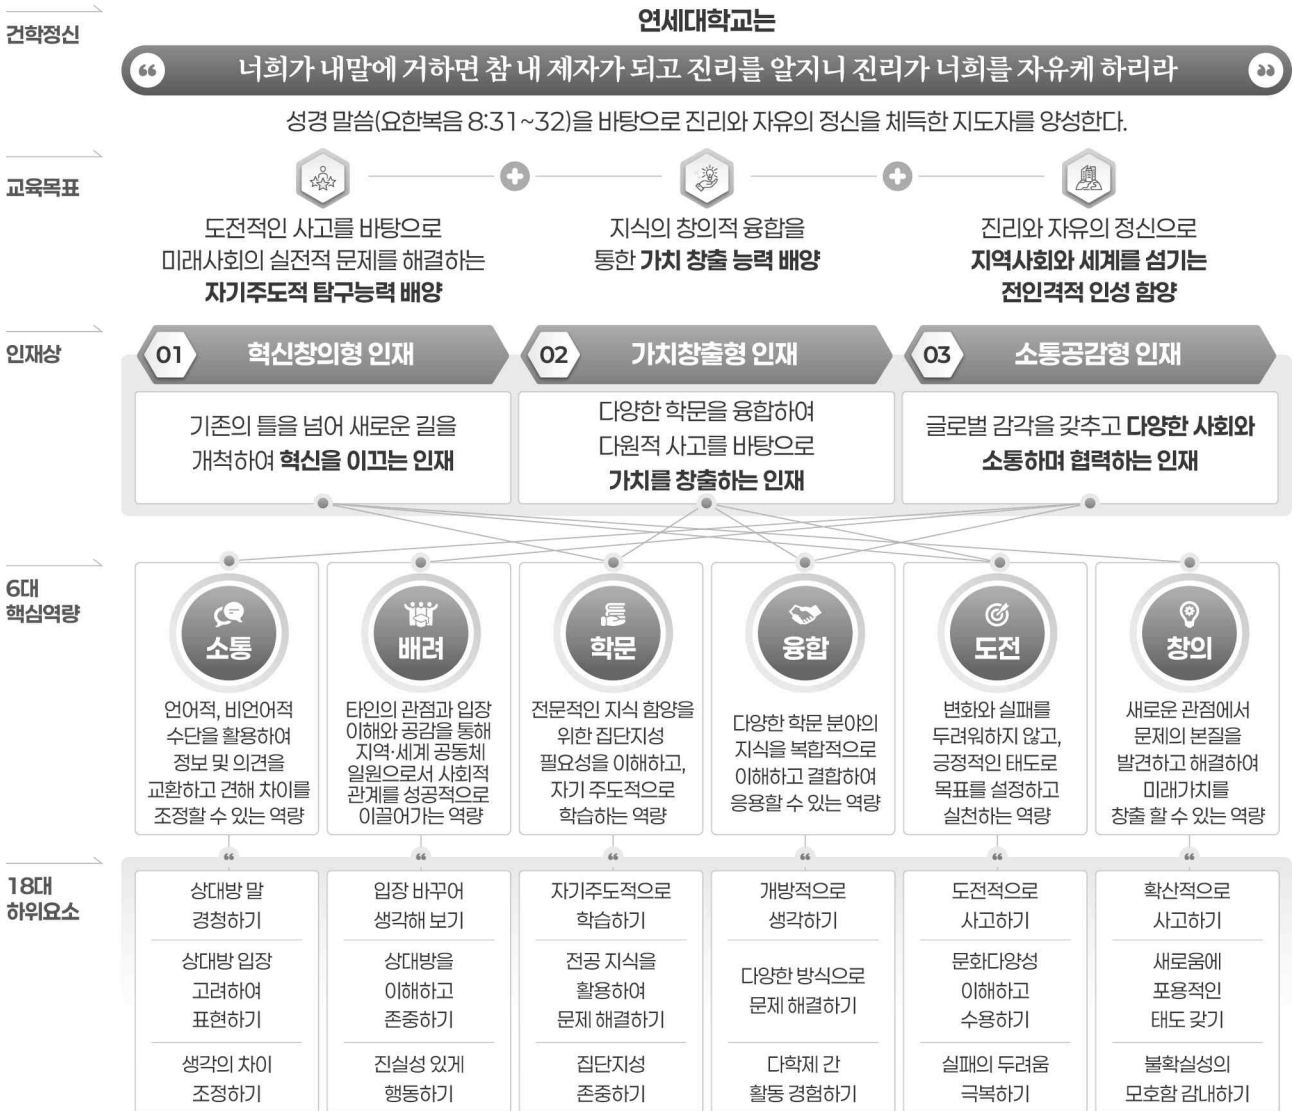 건학정신
연세대학교는
❝ 너희가 내말에 거하면 참 내 제자가 되고 진리를 알지니 진리가 너희를 자유케 하리라 ❞
성경 말씀(요한복음 8:31~32)을 바탕으로 진리와 자유의 정신을 체득한 지도자를 양성한다.
교육목표
도전적인 사고를 바탕으로
미래사회의 실전적 문제를 해결하는
자기주도적 탐구능력 배양
지식의 창의적 융합을
통한 가치 창출 능력 배양
진리와 자유의 정신으로
지역사회와 세계를 섬기는
전인격적 인성 함양
인재상
01 혁신창의형 인재
기존의 틀을 넘어 새로운 길을
개척하여 혁신을 이끄는 인재
02 가치창출형 인재
다양한 학문을 융합하여
다원적 사고를 바탕으로
가치를 창출하는 인재
03 소통공감형 인재
글로벌 감각을 갖추고 다양한 사회와
소통하며 협력하는 인재
6대
핵심역량
소통
언어적, 비언어적
수단을 활용하여
정보 및 의견을
교환하고 견해 차이를
조정할 수 있는 역량
배려
타인의 관점과 입장
이해와 공감을 통해
지역·세계 공동체
일원으로서 사회적
관계를 성공적으로
이끌어가는 역량
학문
전문적인 지식 함양을
위한 집단지성
필요성을 이해하고,
자기 주도적으로
학습하는 역량
융합
다양한 학문 분야의
지식을 복합적으로
이해하고 결합하여
응용할 수 있는 역량
도전
변화와 실패를
두려워하지 않고,
긍정적인 태도로
목표를 설정하고
실천하는 역량
창의
새로운 관점에서
문제의 본질을
발견하고 해결하여
미래가치를
창출 할 수 있는 역량
18대
하위요소
상대방 말
경청하기
상대방 입장
고려하여
표현하기
생각의 차이
조정하기
입장 바꾸어
생각해 보기
상대방을
이해하고
존중하기
진실성 있게
행동하기
자기주도적으로
학습하기
전공 지식을
활용하여
문제 해결하기
집단지성
존중하기
개방적으로
생각하기
다양한 방식으로
문제 해결하기
다학제 간
활동 경험하기
도전적으로
사고하기
문화다양성
이해하고
수용하기
실패의 두려움
극복하기
확산적으로
사고하기
새로움에
포용적인
태도 갖기
불확실성의
모호함 감내하기